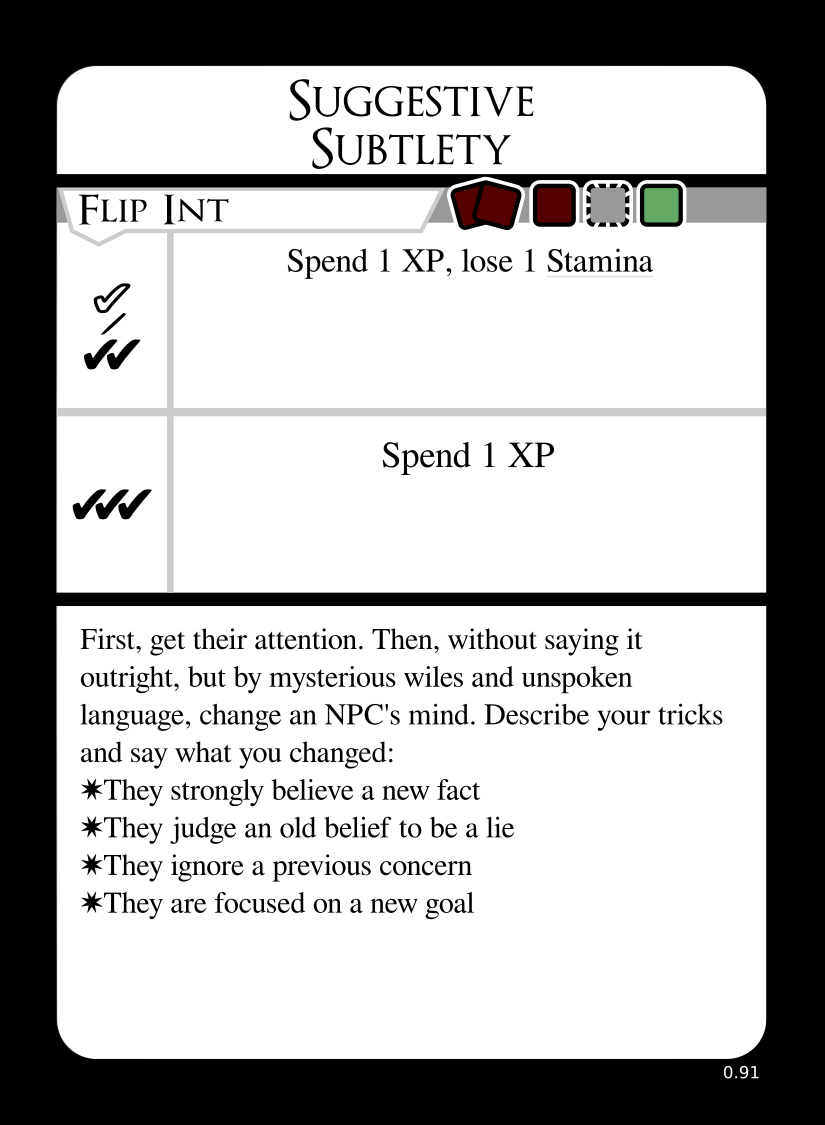 Suggestive
Subtlety
Flip Int
Spend 1 XP, lose 1 Stamina
✓
/
✔✔
Spend 1 XP
✔✔✔
First, get their attention. Then, without saying it
outright, but by mysterious wiles and unspoken
language, change an NPC's mind. Describe your tricks
and say what you changed:
✷They strongly believe a new fact
✷They judge an old belief to be a lie
✷They ignore a previous concern
✷They are focused on a new goal
0.91